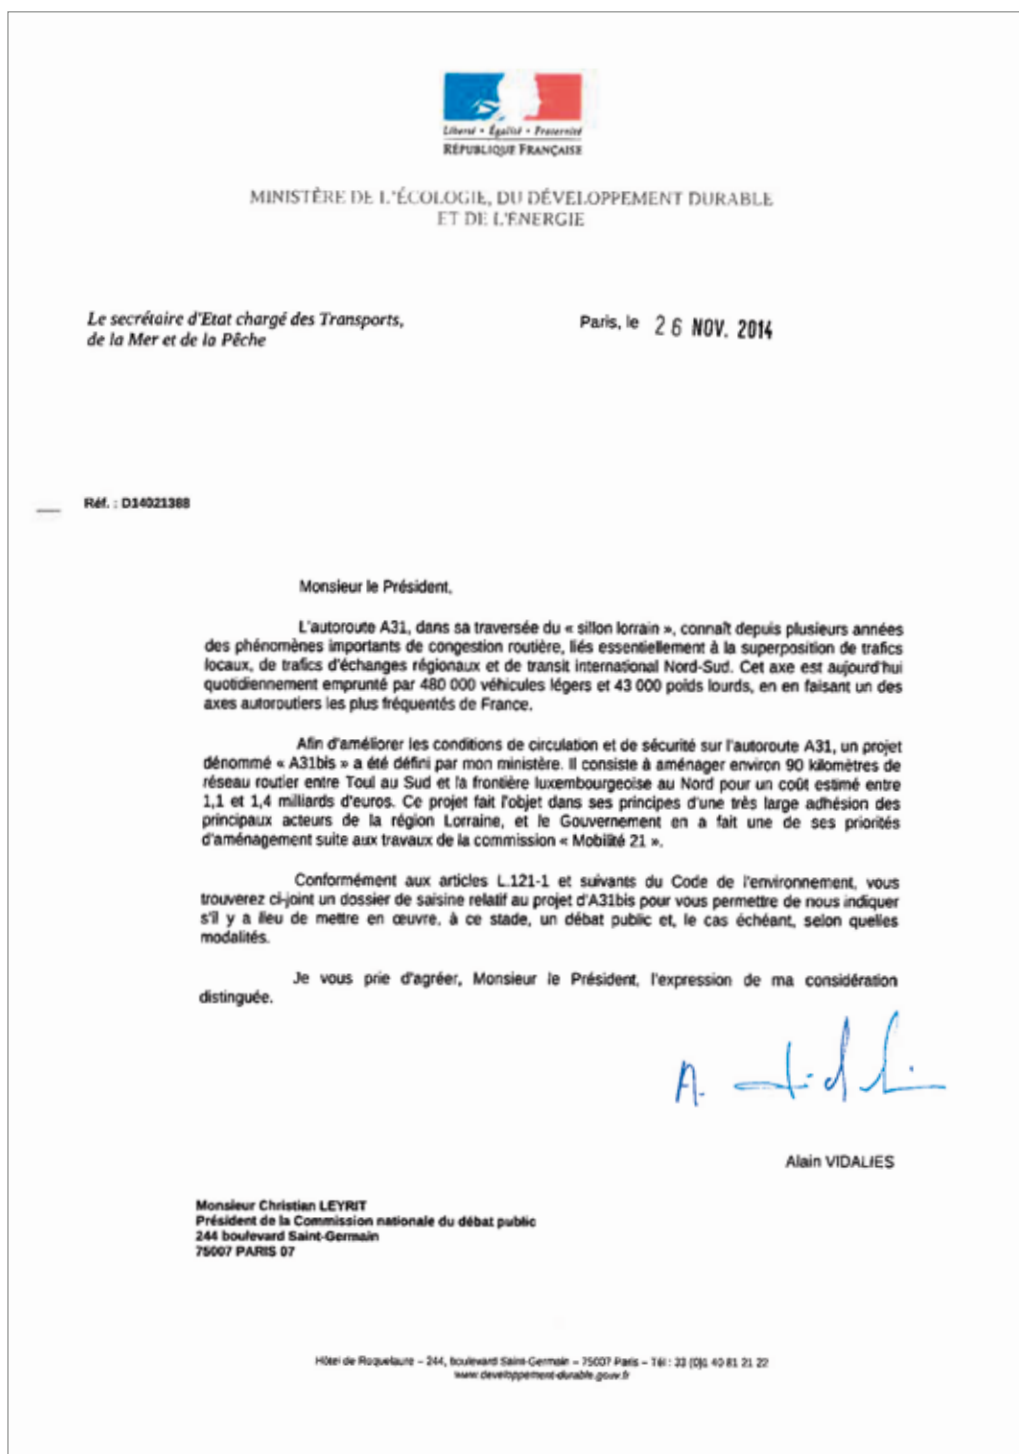 Liberté • Égalité • Fraternité
RÉPUBLIQUE FRANÇAISE
MINISTÈRE DE L'ÉCOLOGIE, DU DÉVELOPPEMENT DURABLE
ET DE L'ÉNERGIE
Le secrétaire d'Etat chargé des Transports,
de la Mer et de la Pêche
Paris, le 26 NOV. 2014
Réf. : D14021388
Monsieur le Président,
L'autoroute A31, dans sa traversée du « sillon lorrain », connaît depuis plusieurs années
des phénomènes importants de congestion routière, liés essentiellement à la superposition de trafics
locaux, de trafics d'échanges régionaux et de transit international Nord-Sud. Cet axe est aujourd'hui
quotidiennement emprunté par 480 000 véhicules légers et 43 000 poids lourds, en en faisant un des
axes autoroutiers les plus fréquentés de France.
Afin d'améliorer les conditions de circulation et de sécurité sur l'autoroute A31, un projet
dénommé « A31bis » a été défini par mon ministère. Il consiste à aménager environ 90 kilomètres de
réseau routier entre Toul au Sud et la frontière luxembourgeoise au Nord pour un coût estimé entre
1,1 et 1,4 milliards d'euros. Ce projet fait l'objet dans ses principes d'une très large adhésion des
principaux acteurs de la région Lorraine, et le Gouvernement en a fait une de ses priorités
d'aménagement suite aux travaux de la commission « Mobilité 21 ».
Conformément aux articles L.121-1 et suivants du Code de l'environnement, vous
trouverez ci-joint un dossier de saisine relatif au projet d'A31bis pour vous permettre de nous indiquer
s'il y a lieu de mettre en œuvre, à ce stade, un débat public et, le cas échéant, selon quelles
modalités.
Je vous prie d'agréer, Monsieur le Président, l'expression de ma considération
distinguée.
A.
Alain VIDALIES
Monsieur Christian LEYRIT
Président de la Commission nationale du débat public
244 boulevard Saint-Germain
75007 PARIS 07
Hôtel de Roquelaure – 244, boulevard Saint-Germain – 75007 Paris – Tél : 33 (0)1 40 81 21 22
www.developpement-durable.gouv.fr